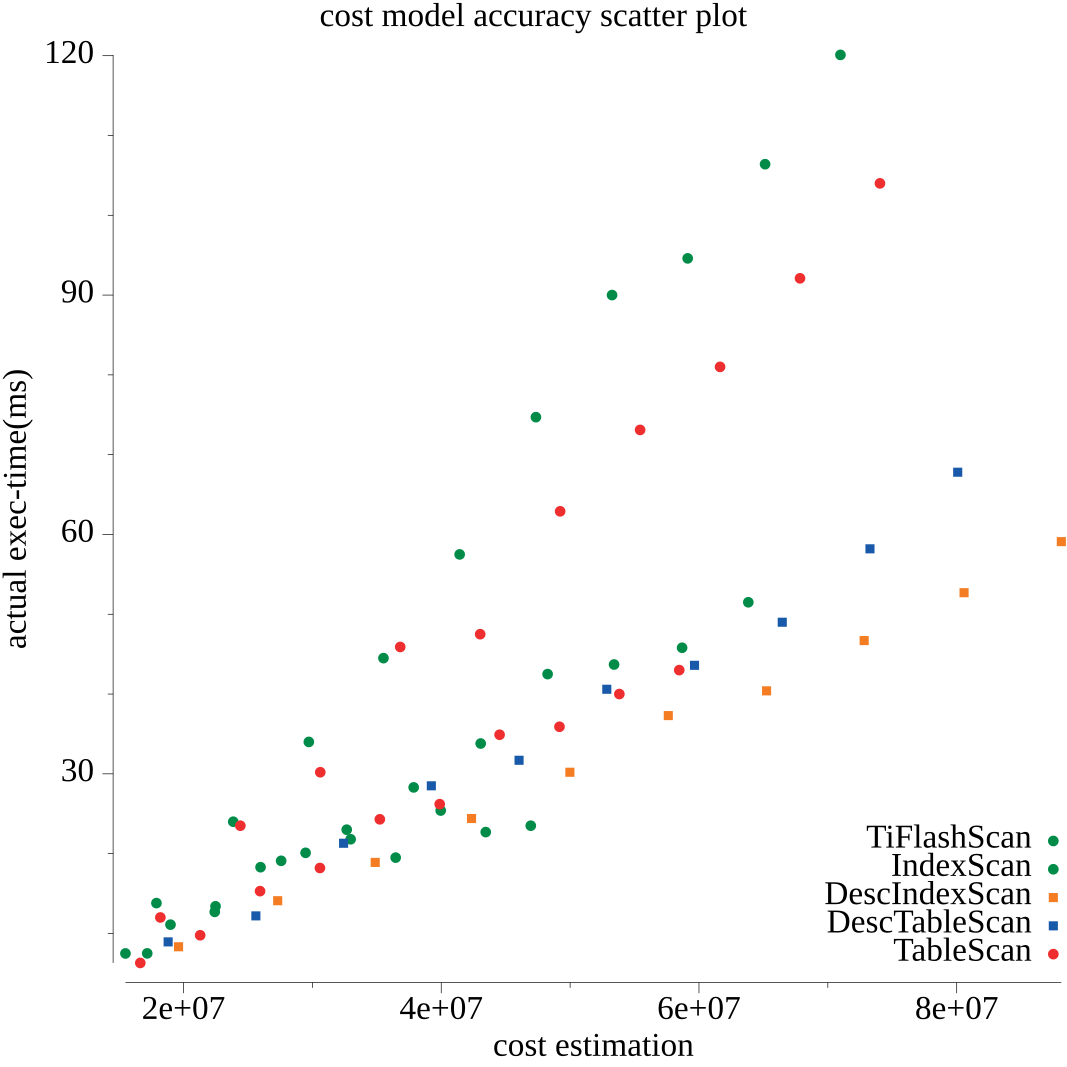 cost model accuracy scatter plot
120
90
60
30
actual exec-time(ms)
TiFlashScan
IndexScan
DescIndexScan
DescTableScan
TableScan
2e+07 4e+07 6e+07 8e+07
cost estimation